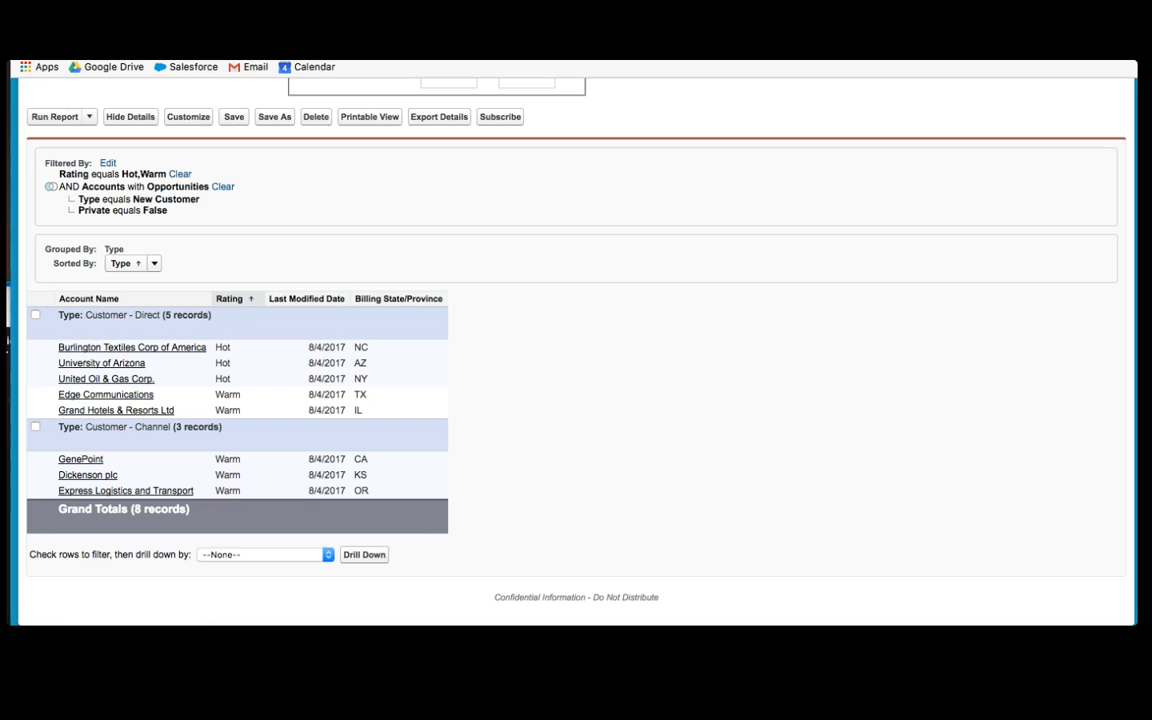 Apps Google Drive Salesforce Email 4 Calendar
Run Report Hide Details Customize Save Save As Delete Printable View Export Details Subscribe
Filtered By: Edit
Rating equals Hot,Warm Clear
AND Accounts with Opportunities Clear
Type equals New Customer
Private equals False
Grouped By: Type
Sorted By: Type ↑
Account Name Rating ↑ Last Modified Date Billing State/Province
Type: Customer - Direct (5 records)
Burlington Textiles Corp of America Hot 8/4/2017 NC
University of Arizona Hot 8/4/2017 AZ
United Oil & Gas Corp. Hot 8/4/2017 NY
Edge Communications Warm 8/4/2017 TX
Grand Hotels & Resorts Ltd Warm 8/4/2017 IL
Type: Customer - Channel (3 records)
GenePoint Warm 8/4/2017 CA
Dickenson plc Warm 8/4/2017 KS
Express Logistics and Transport Warm 8/4/2017 OR
Grand Totals (8 records)
Check rows to filter, then drill down by: --None-- Drill Down
Confidential Information - Do Not Distribute